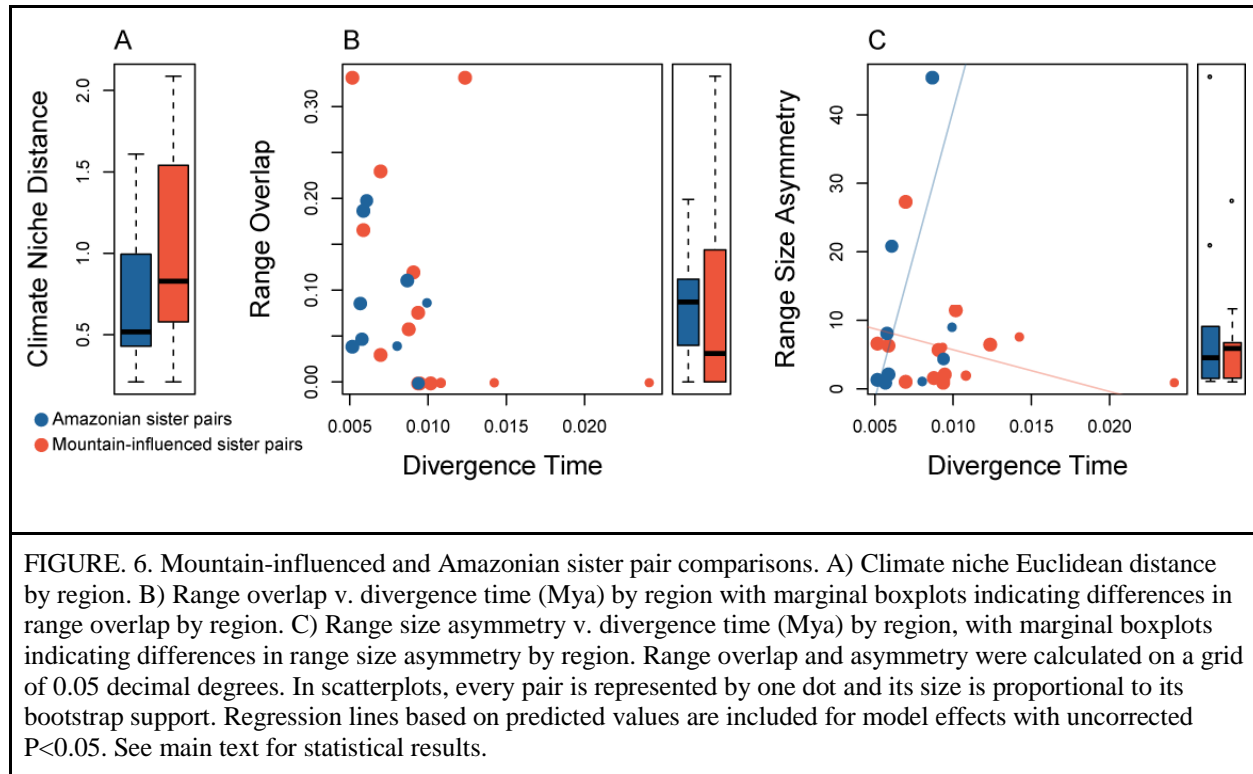 A
B
C
Climate Niche Distance
2.0
1.5
1.0
0.5
Range Overlap
0.30
0.20
0.10
0.00
0.005
0.010
0.015
0.020
Divergence Time
Range Size Asymmetry
40
30
20
10
0
0.005
0.010
0.015
0.020
Divergence Time
Amazonian sister pairs
Mountain-influenced sister pairs
FIGURE. 6. Mountain-influenced and Amazonian sister pair comparisons. A) Climate niche Euclidean distance
by region. B) Range overlap v. divergence time (Mya) by region with marginal boxplots indicating differences in
range overlap by region. C) Range size asymmetry v. divergence time (Mya) by region, with marginal boxplots
indicating differences in range size asymmetry by region. Range overlap and asymmetry were calculated on a grid
of 0.05 decimal degrees. In scatterplots, every pair is represented by one dot and its size is proportional to its
bootstrap support. Regression lines based on predicted values are included for model effects with uncorrected
P<0.05. See main text for statistical results.